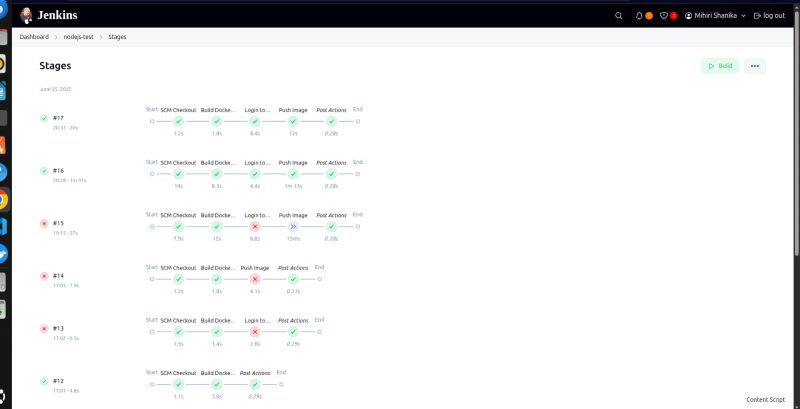 Jenkins
1
1
Mihiri Shanika
log out
Dashboard > nodejs-test > Stages
Stages
Build
June 25, 2025
Start SCM Checkout Build Docke... Login to... Push Image Post Actions End
#17
20:31 - 20s
1.2s 1.8s 4.4s 12s 0.28s
Start SCM Checkout Build Docke... Login to... Push Image Post Actions End
#16
20:28 - 1m 41s
14s 8.3s 4.4s 1m 13s 0.28s
Start SCM Checkout Build Docke... Login to... Push Image Post Actions End
#15
19:13 - 27s
7.5s 12s 6.8s 15ms 0.28s
Start SCM Checkout Build Docke... Push Image Post Actions End
#14
17:03 - 7.9s
1.2s 1.8s 4.1s 0.31s
Start SCM Checkout Build Docke... Login to... Post Actions End
#13
17:02 - 6.5s
1.5s 1.4s 2.8s 0.29s
Start SCM Checkout Build Docke... Post Actions End
#12
17:01 - 4.8s
1.1s 3.0s 0.29s
Content Script